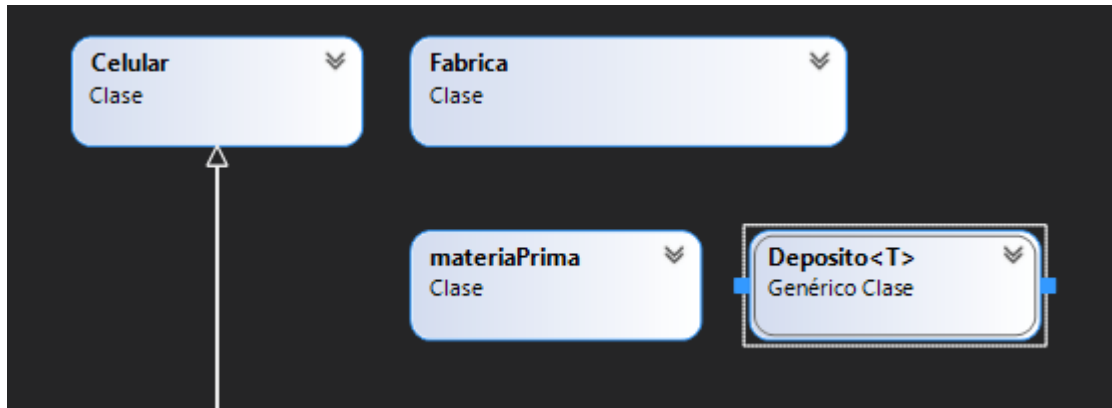 Celular
Clase
Fabrica
Clase
materiaPrima
Clase
Deposito<T>
Genérico Clase